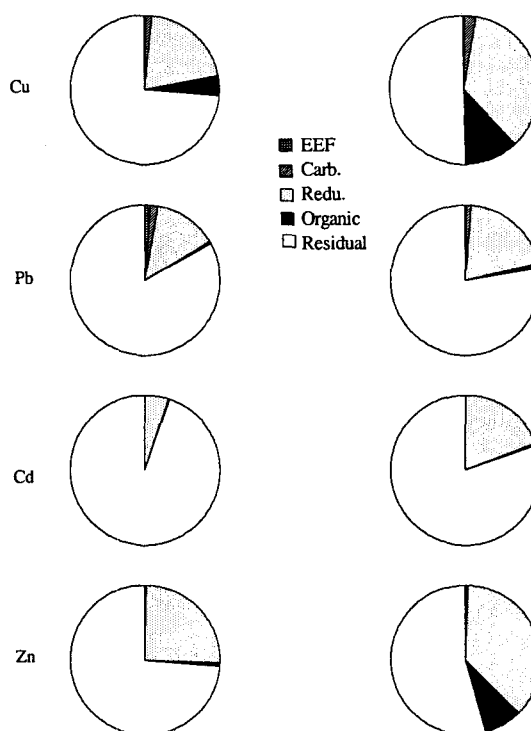 Cu
EEF
Carb.
Redu.
Organic
Residual
Pb
Cd
Zn